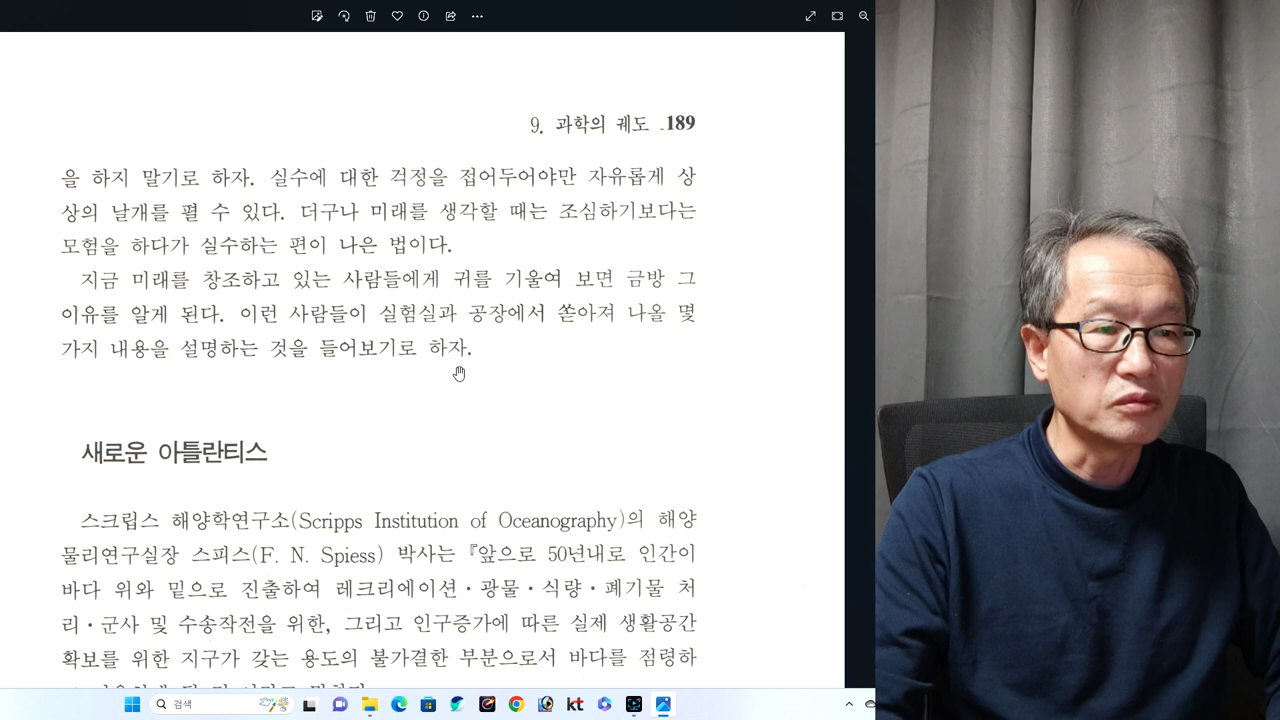 9. 과학의 궤도 189
을 하지 말기로 하자. 실수에 대한 걱정을 접어두어야만 자유롭게 상
상의 날개를 펼 수 있다. 더구나 미래를 생각할 때는 조심하기보다는
모험을 하다가 실수하는 편이 나은 법이다.
지금 미래를 창조하고 있는 사람들에게 귀를 기울여 보면 금방 그
이유를 알게 된다. 이런 사람들이 실험실과 공장에서 쏟아져 나올 몇
가지 내용을 설명하는 것을 들어보기로 하자.
새로운 아틀란티스
스크립스 해양학연구소(Scripps Institution of Oceanography)의 해양
물리연구실장 스피스(F. N. Spiess) 박사는 『앞으로 50년내로 인간이
바다 위와 밑으로 진출하여 레크리에이션·광물·식량·폐기물 처
리·군사 및 수송작전을 위한, 그리고 인구증가에 따른 실제 생활공간
확보를 위한 지구가 갖는 용도의 불가결한 부분으로서 바다를 점령하
검색
kt